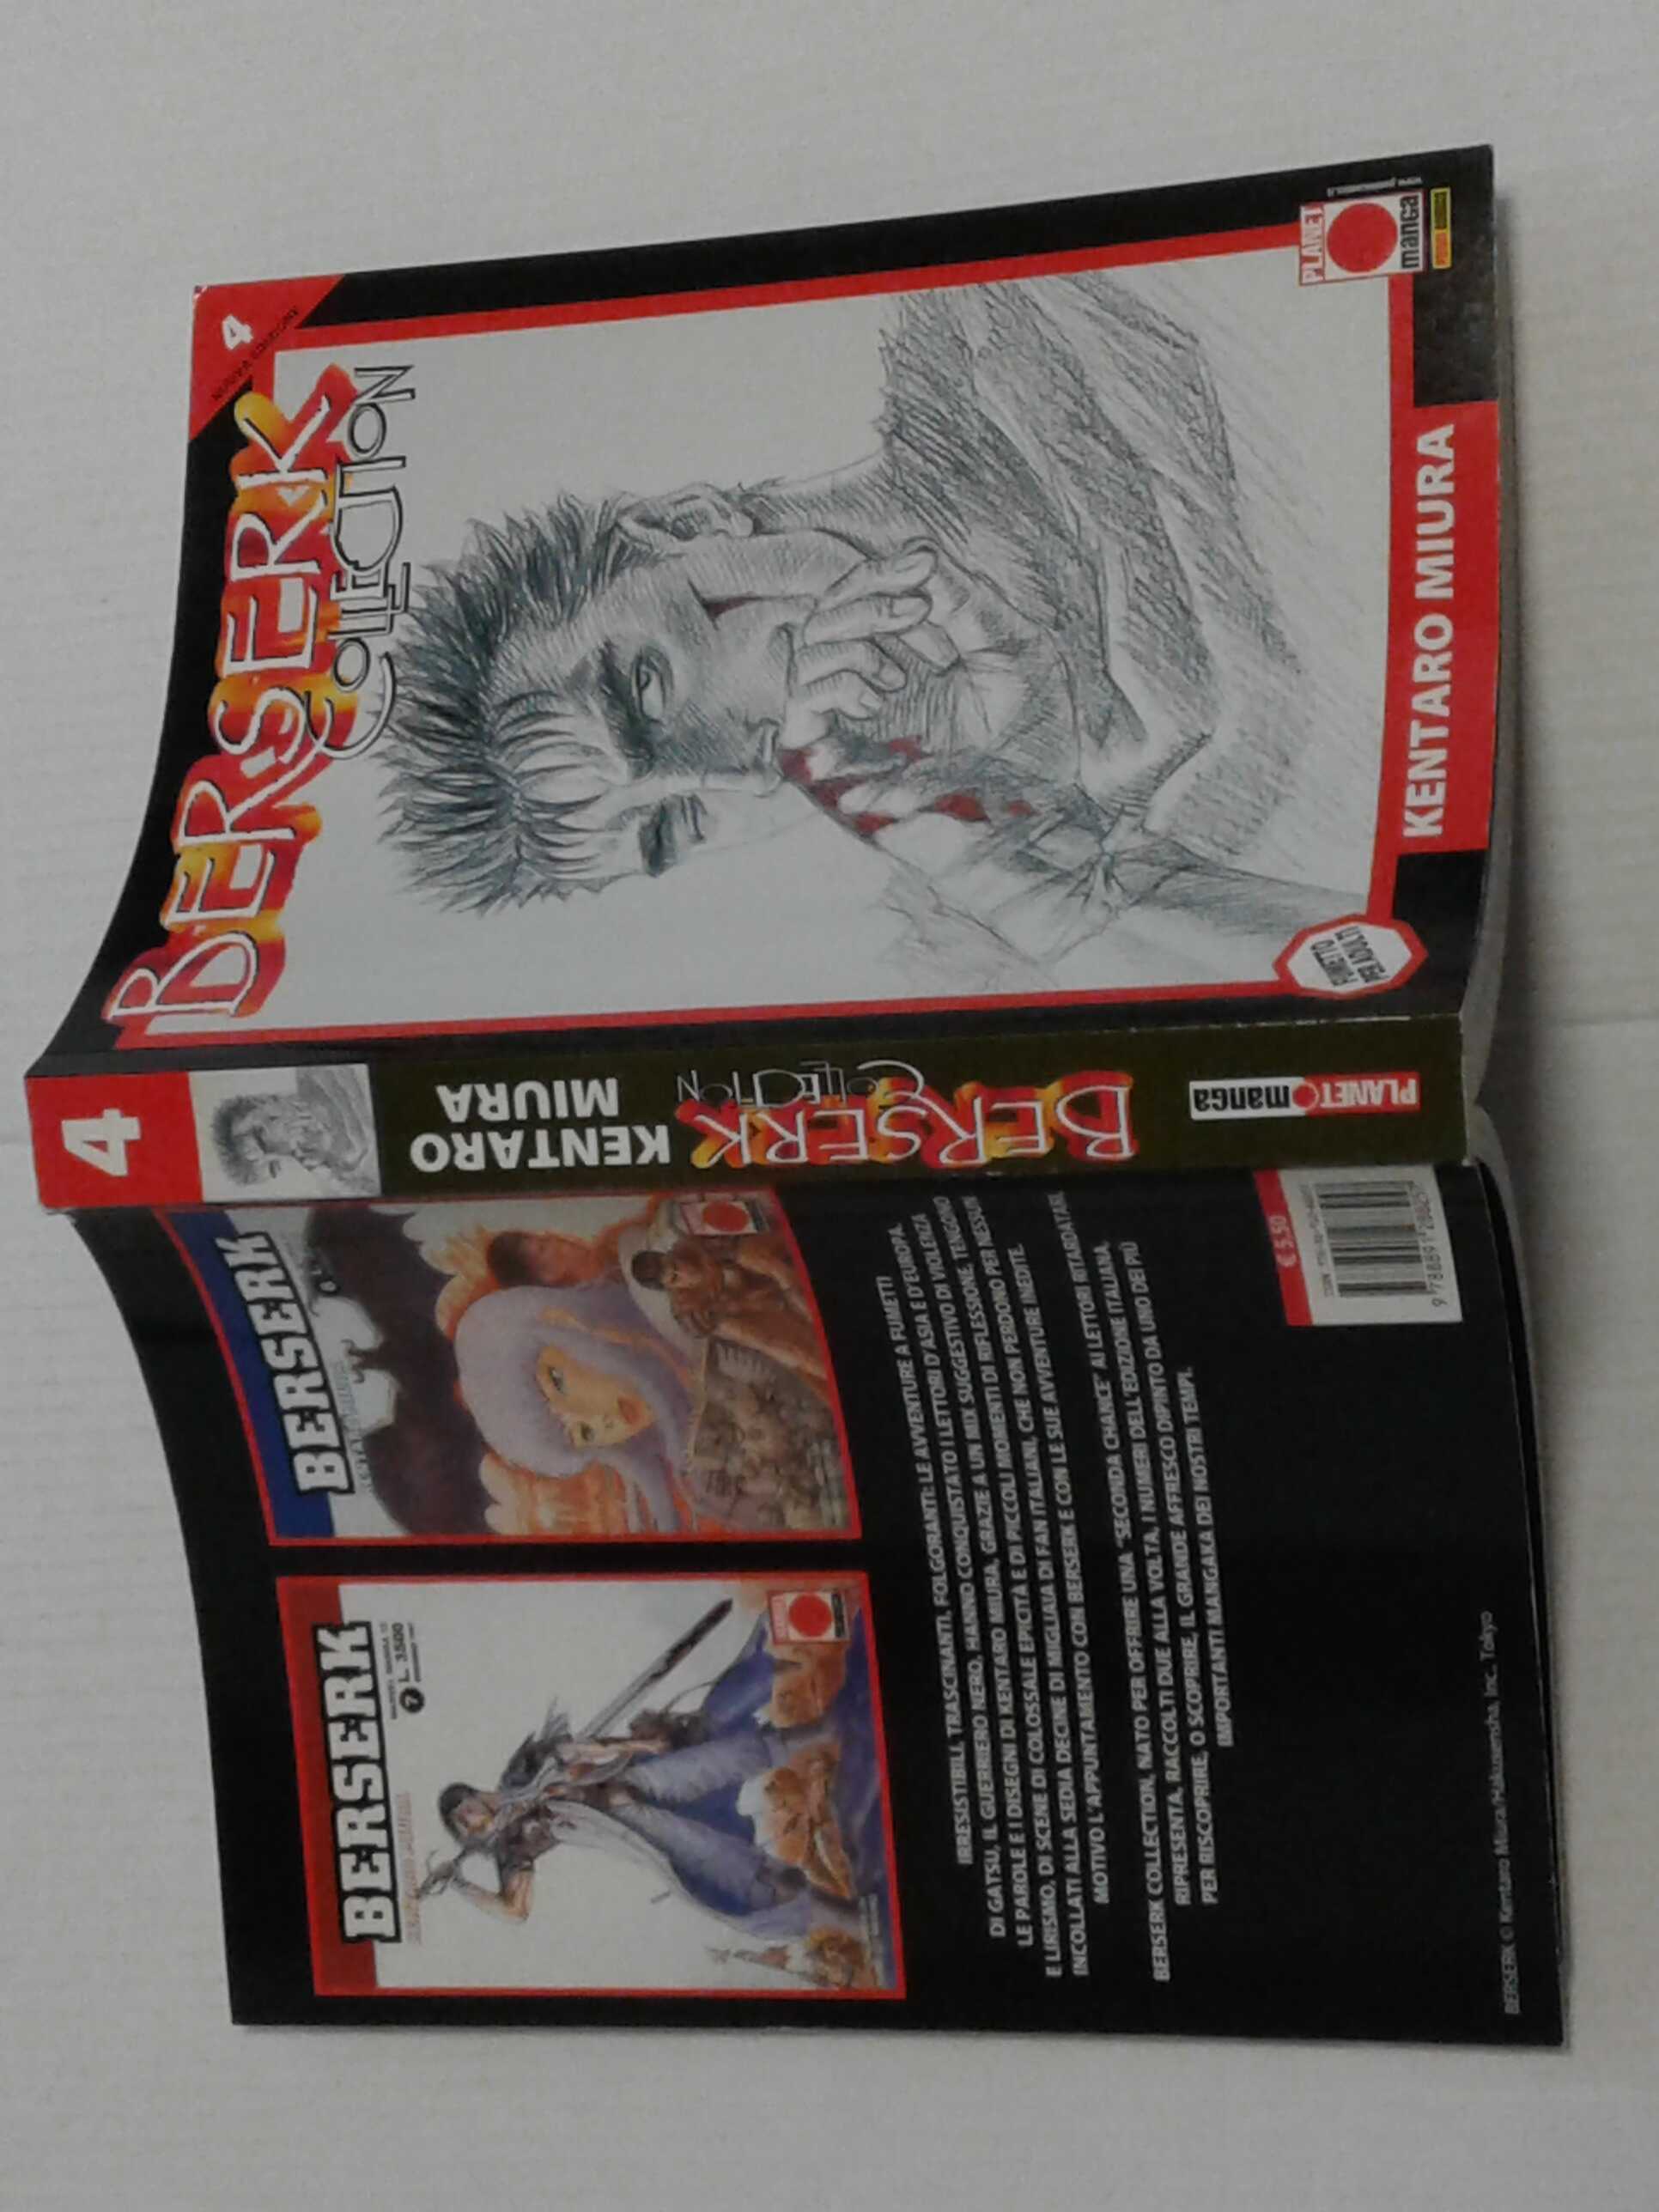 4
NUOVA EDIZIONE
BERSERK
COLLECTION
PLANET
manga
KENTARO MIURA
FUMETTO
PER ADULTI
4
KENTARO
MIURA
BERSERK
COLLECTION
PLANET manga
BERSERK
BERSERK
7 L. 3500
IRRESISTIBILI, TRASCINANTI, FOLGORANTI: LE AVVENTURE A FUMETTI
DI GATSU, IL GUERRIERO NERO, HANNO CONQUISTATO I LETTORI D'ASIA E D'EUROPA.
LE PAROLE E I DISEGNI DI KENTARO MIURA, GRAZIE A UN MIX SUGGESTIVO DI VIOLENZA
E LIRISMO, DI SCENE DI COLOSSALE EPICITÀ E DI PICCOLI MOMENTI DI RIFLESSIONE, TENGONO
INCOLLATI ALLA SEDIA DECINE DI MIGLIAIA DI FAN ITALIANI, CHE NON PERDONO PER NESSUN
MOTIVO L'APPUNTAMENTO CON BERSERK E CON LE SUE AVVENTURE INEDITE.
BERSERK COLLECTION, NATO PER OFFRIRE UNA "SECONDA CHANCE" AI LETTORI RITARDATARI,
RIPRESENTA, RACCOLTI DUE ALLA VOLTA, I NUMERI DELL'EDIZIONE ITALIANA.
PER RISCOPRIRE, O SCOPRIRE, IL GRANDE AFFRESCO DIPINTO DA UNO DEI PIÙ
IMPORTANTI MANGAKA DEI NOSTRI TEMPI.
€ 5,50
BERSERK © Kentaro Miura/Hakusensha, Inc. Tokyo